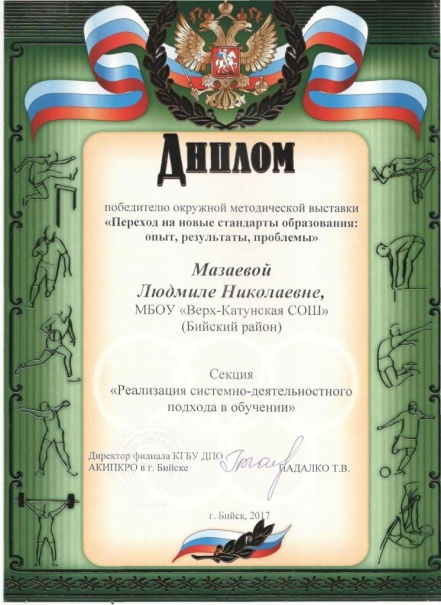 Диплом
победителю окружной методической выставки
«Переход на новые стандарты образования:
опыт, результаты, проблемы»
Мазаевой
Людмиле Николаевне,
МБОУ «Верх-Катунская СОШ»
(Бийский район)
Секция
«Реализация системно-деятельностного
подхода в обучении»
Директор филиала КГБУ ДПО
АКИПКРО в г. Бийске ПАДАЛКО Т.В.
г. Бийск, 2017